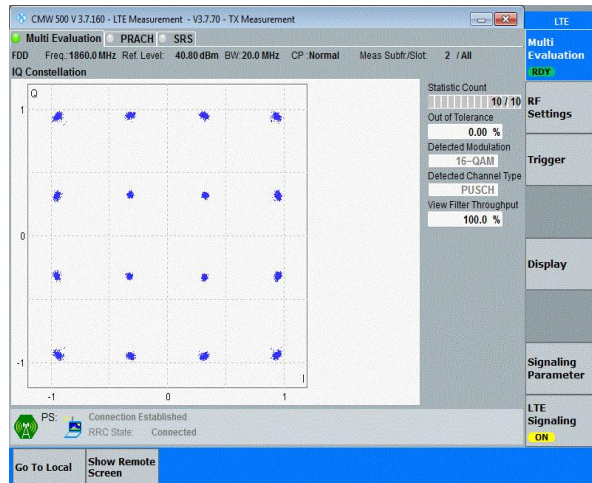 CMW 500 V 3.7.160 - LTE Measurement - V3.7.70 - TX Measurement
LTE
Multi Evaluation PRACH SRS
Multi
Evaluation
RDY
FDD Freq.:1860.0 MHz Ref. Level: 40.80 dBm BW:20.0 MHz CP :Normal Meas Subfr./Slot: 2 / All
IQ Constellation
Statistic Count
10 / 10
Out of Tolerance
0.00 %
Detected Modulation
16-QAM
Detected Channel Type
PUSCH
View Filter Throughput
100.0 %
Q
1
0
-1
I
-1 0 1
RF
Settings
Trigger
Display
Signaling
Parameter
LTE
Signaling
ON
PS: Connection Established
RRC State: Connected
Go To Local
Show Remote
Screen